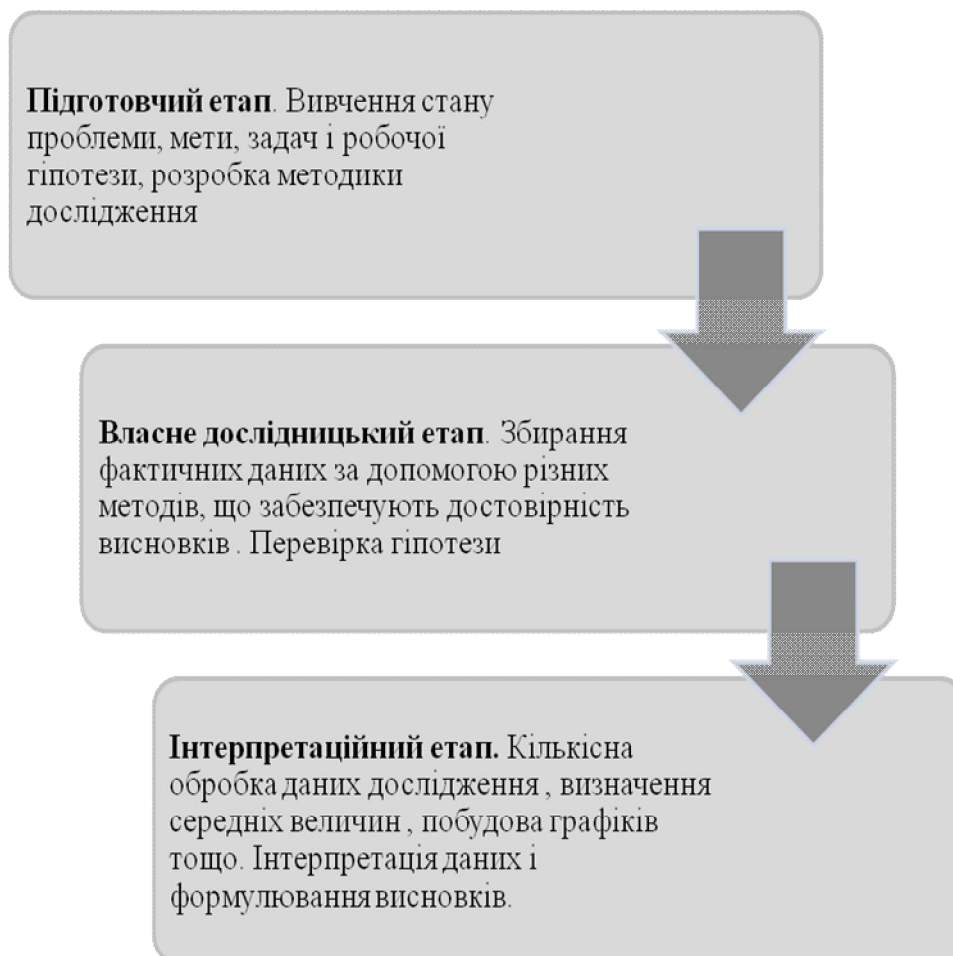 Підготовчий етап. Вивчення стану
проблеми, мети, задач і робочої
гіпотези, розробка методики
дослідження
Власне дослідницький етап. Збирання
фактичних даних за допомогою різних
методів, що забезпечують достовірність
висновків . Перевірка гіпотези
Інтерпретаційний етап. Кількісна
обробка даних дослідження , визначення
середніх величин , побудова графіків
тощо. Інтерпретація даних і
формулювання висновків.